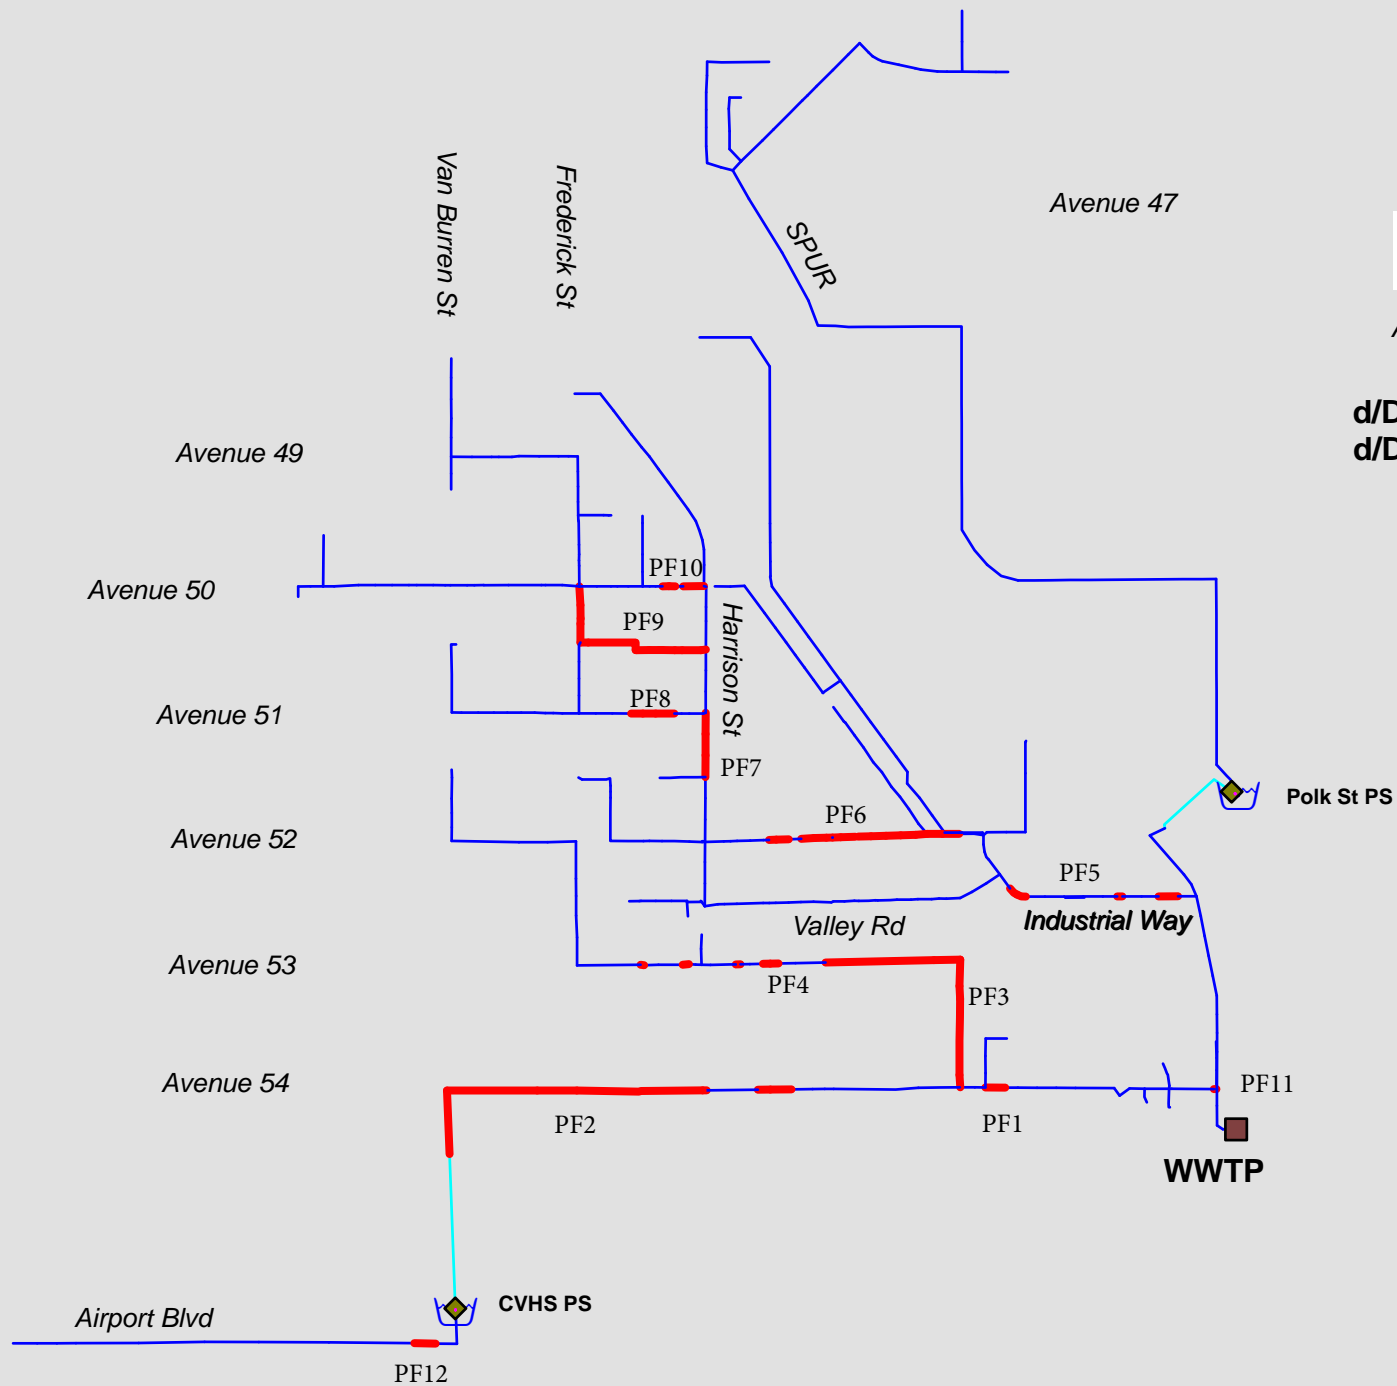 Van Burren St
Frederick St
Avenue 47
SPUR
d/D
d/D
Avenue 49
PF10
Avenue 50
PF9
Harrison St
PF8
Avenue 51
PF7
Polk St PS
PF6
Avenue 52
PF5
Valley Rd
Industrial Way
Avenue 53
PF4
PF3
Avenue 54
PF11
PF2
PF1
WWTP
CVHS PS
Airport Blvd
PF12